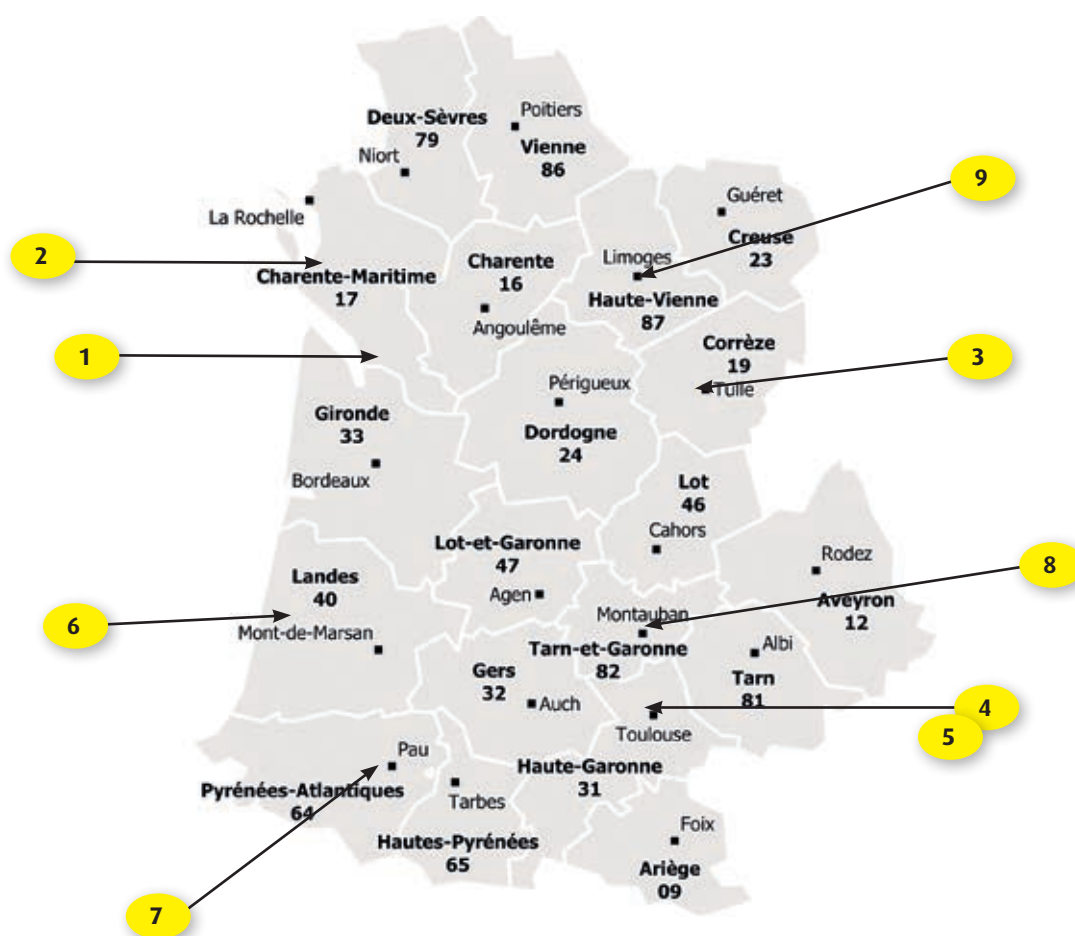 Poitiers
Deux-Sèvres
79
Vienne
86
Niort
9
Guéret
La Rochelle
Creuse
23
2
Charente-Maritime
17
Charente
16
Limoges
Haute-Vienne
87
Angoulême
1
Corrèze
19
3
Tulle
Périgueux
Gironde
33
Dordogne
24
Bordeaux
Lot
46
Cahors
Lot-et-Garonne
47
Rodez
8
Landes
40
Agen
Aveyron
12
6
Mont-de-Marsan
Montauban
Tarn-et-Garonne
82
Albi
Tarn
81
Gers
32
Auch
4
5
Toulouse
Pau
Haute-Garonne
31
Pyrénées-Atlantiques
64
Tarbes
Foix
Hautes-Pyrénées
65
Ariège
09
7